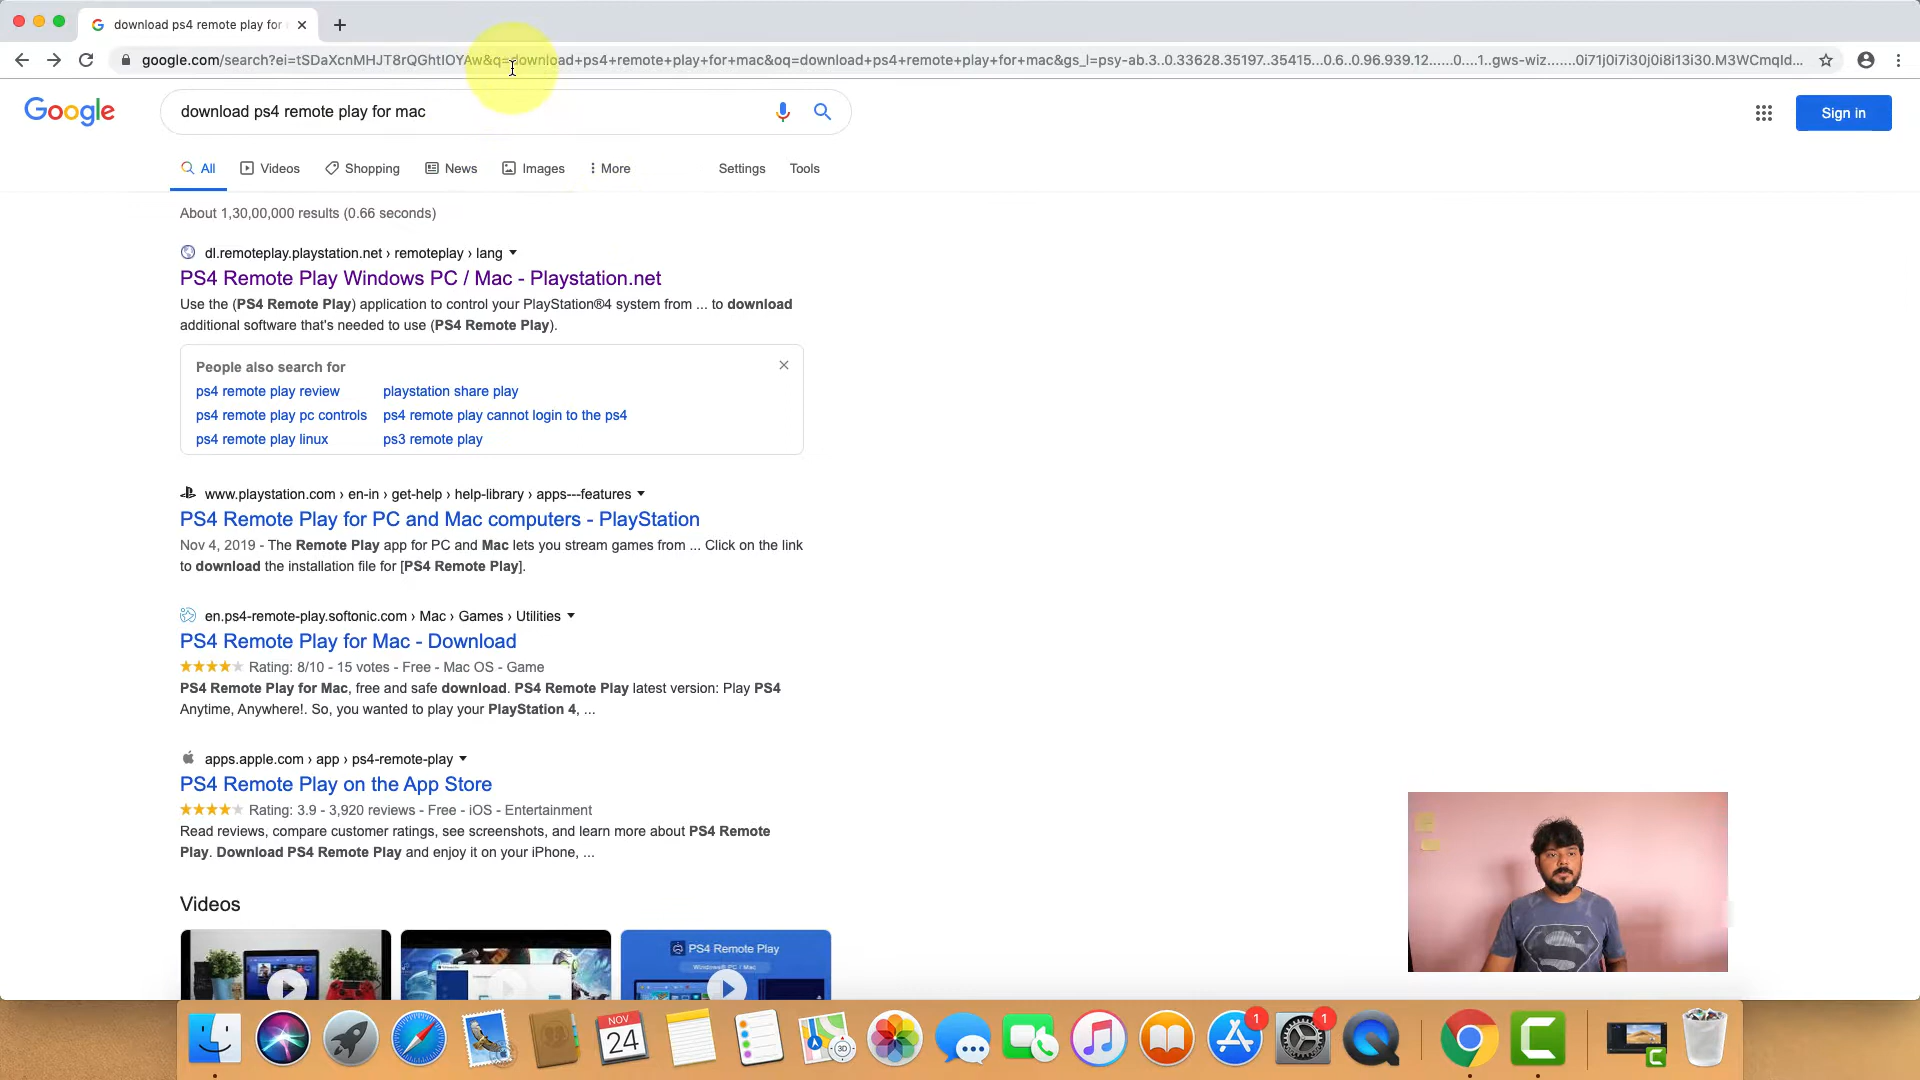 download ps4 remote play for
google.com/search?ei=tSDaXcnMHJT8rQGhtIOYAw&q=download+ps4+remote+play+for+mac&oq=download+ps4+remote+play+for+mac&gs_l=psy-ab.3..0.33628.35197..35415...0.6..0.96.939.12......0....1..gws-wiz.......0i71j0i7i30j0i8i13i30.M3WCmqId...
Google
download ps4 remote play for mac
Sign in
All Videos Shopping News Images More Settings Tools
About 1,30,00,000 results (0.66 seconds)
dl.remoteplay.playstation.net › remoteplay › lang
PS4 Remote Play Windows PC / Mac - Playstation.net
Use the (PS4 Remote Play) application to control your PlayStation®4 system from ... to download
additional software that's needed to use (PS4 Remote Play).
People also search for
ps4 remote play review playstation share play
ps4 remote play pc controls ps4 remote play cannot login to the ps4
ps4 remote play linux ps3 remote play
www.playstation.com › en-in › get-help › help-library › apps---features
PS4 Remote Play for PC and Mac computers - PlayStation
Nov 4, 2019 - The Remote Play app for PC and Mac lets you stream games from ... Click on the link
to download the installation file for [PS4 Remote Play].
en.ps4-remote-play.softonic.com › Mac › Games › Utilities
PS4 Remote Play for Mac - Download
Rating: 8/10 - 15 votes - Free - Mac OS - Game
PS4 Remote Play for Mac, free and safe download. PS4 Remote Play latest version: Play PS4
Anytime, Anywhere!. So, you wanted to play your PlayStation 4, ...
apps.apple.com › app › ps4-remote-play
PS4 Remote Play on the App Store
Rating: 3.9 - 3,920 reviews - Free - iOS - Entertainment
Read reviews, compare customer ratings, see screenshots, and learn more about PS4 Remote
Play. Download PS4 Remote Play and enjoy it on your iPhone, ...
Videos
PS4 Remote Play
Windows® PC / Mac
NOV
24
3D
1
1